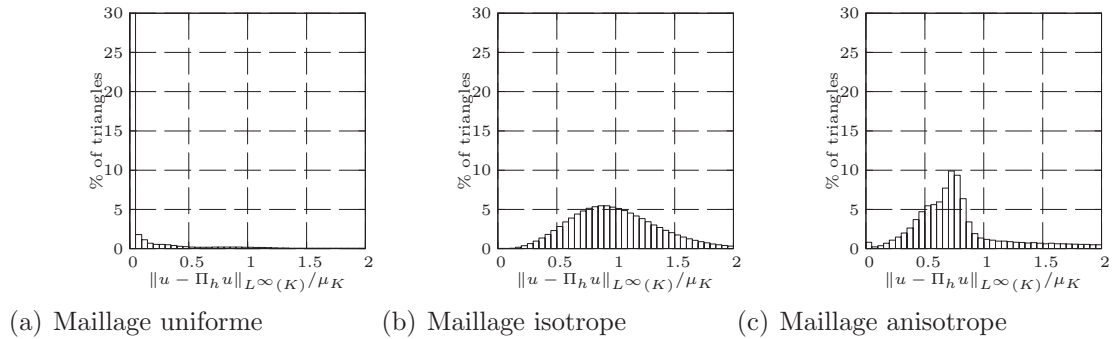 30
25
20
15
10
5
0
% of triangles
0 0.5 1 1.5 2
‖u − Π_h u‖_{L^∞(K)}/μ_K
(a) Maillage uniforme
30
25
20
15
10
5
0
% of triangles
0 0.5 1 1.5 2
‖u − Π_h u‖_{L^∞(K)}/μ_K
(b) Maillage isotrope
30
25
20
15
10
5
0
% of triangles
0 0.5 1 1.5 2
‖u − Π_h u‖_{L^∞(K)}/μ_K
(c) Maillage anisotrope